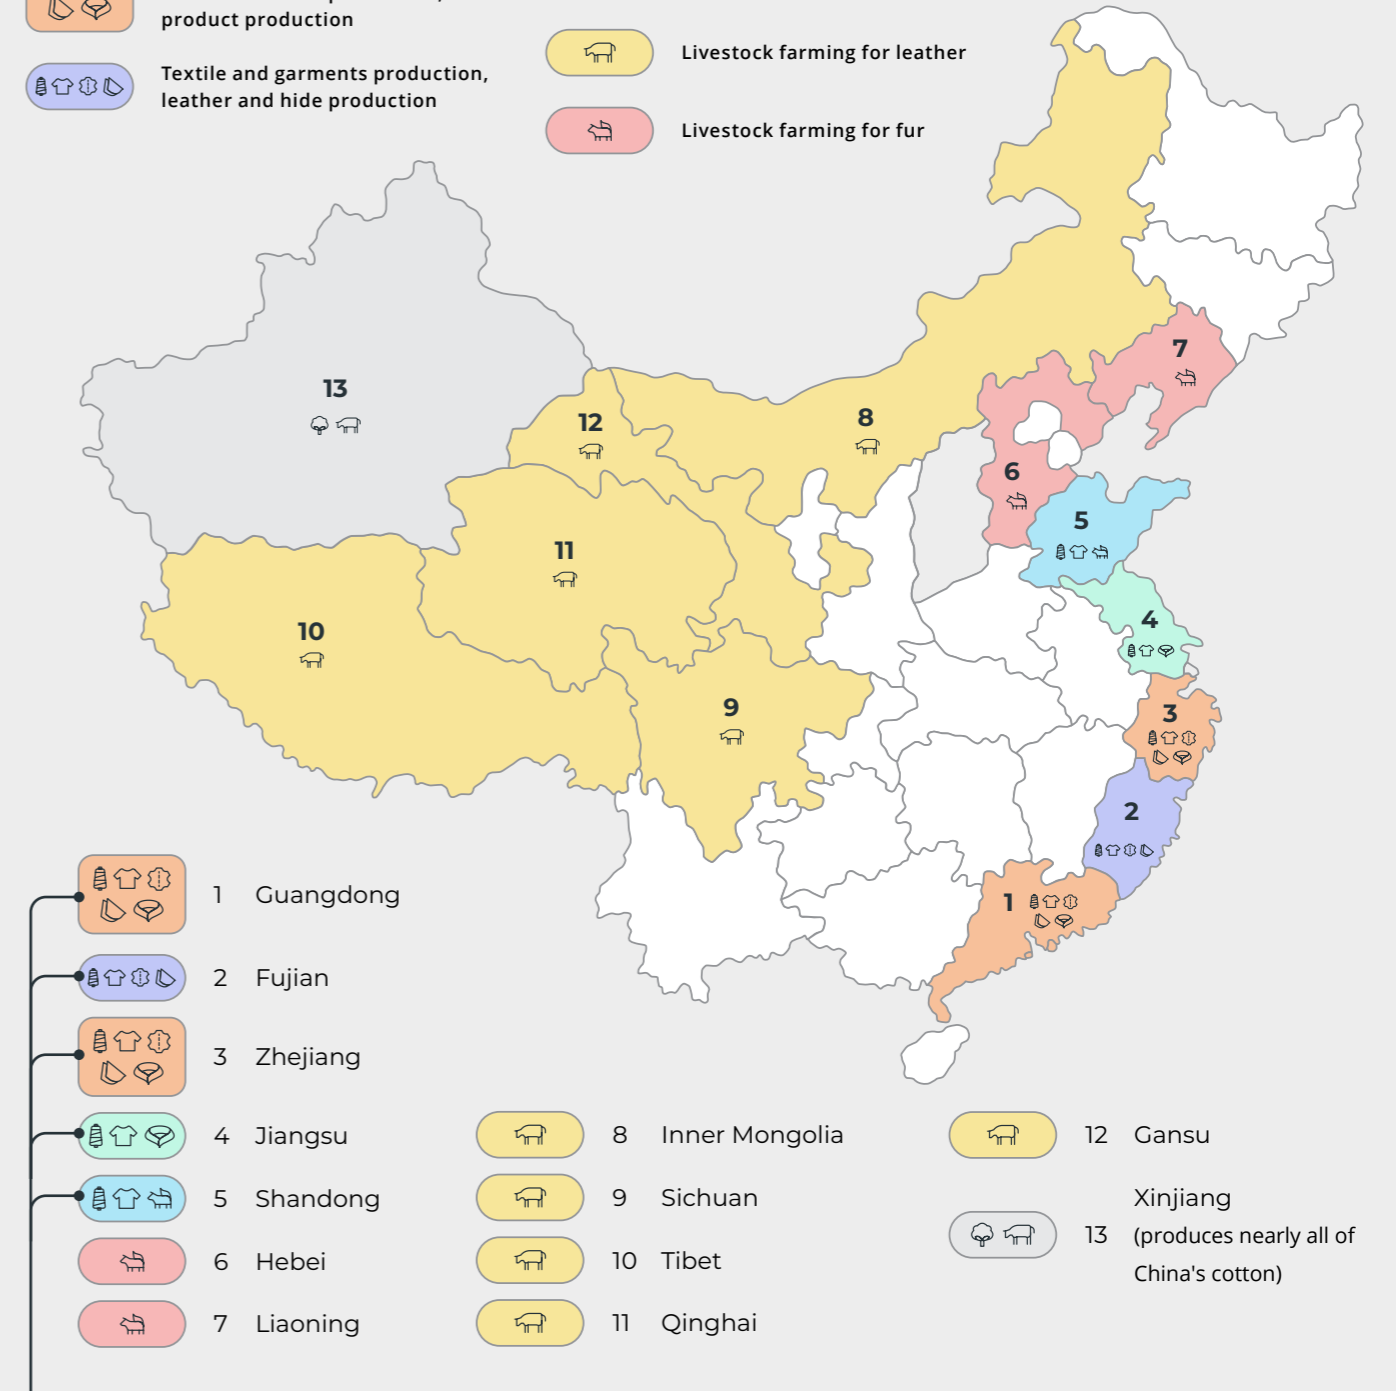 product production
Textile and garments production,
leather and hide production
Livestock farming for leather
Livestock farming for fur
13
12
8
7
6
5
11
10
4
9
3
2
1
1 Guangdong
2 Fujian
3 Zhejiang
4 Jiangsu
5 Shandong
6 Hebei
7 Liaoning
8 Inner Mongolia
9 Sichuan
10 Tibet
11 Qinghai
12 Gansu
Xinjiang
13 (produces nearly all of
China's cotton)